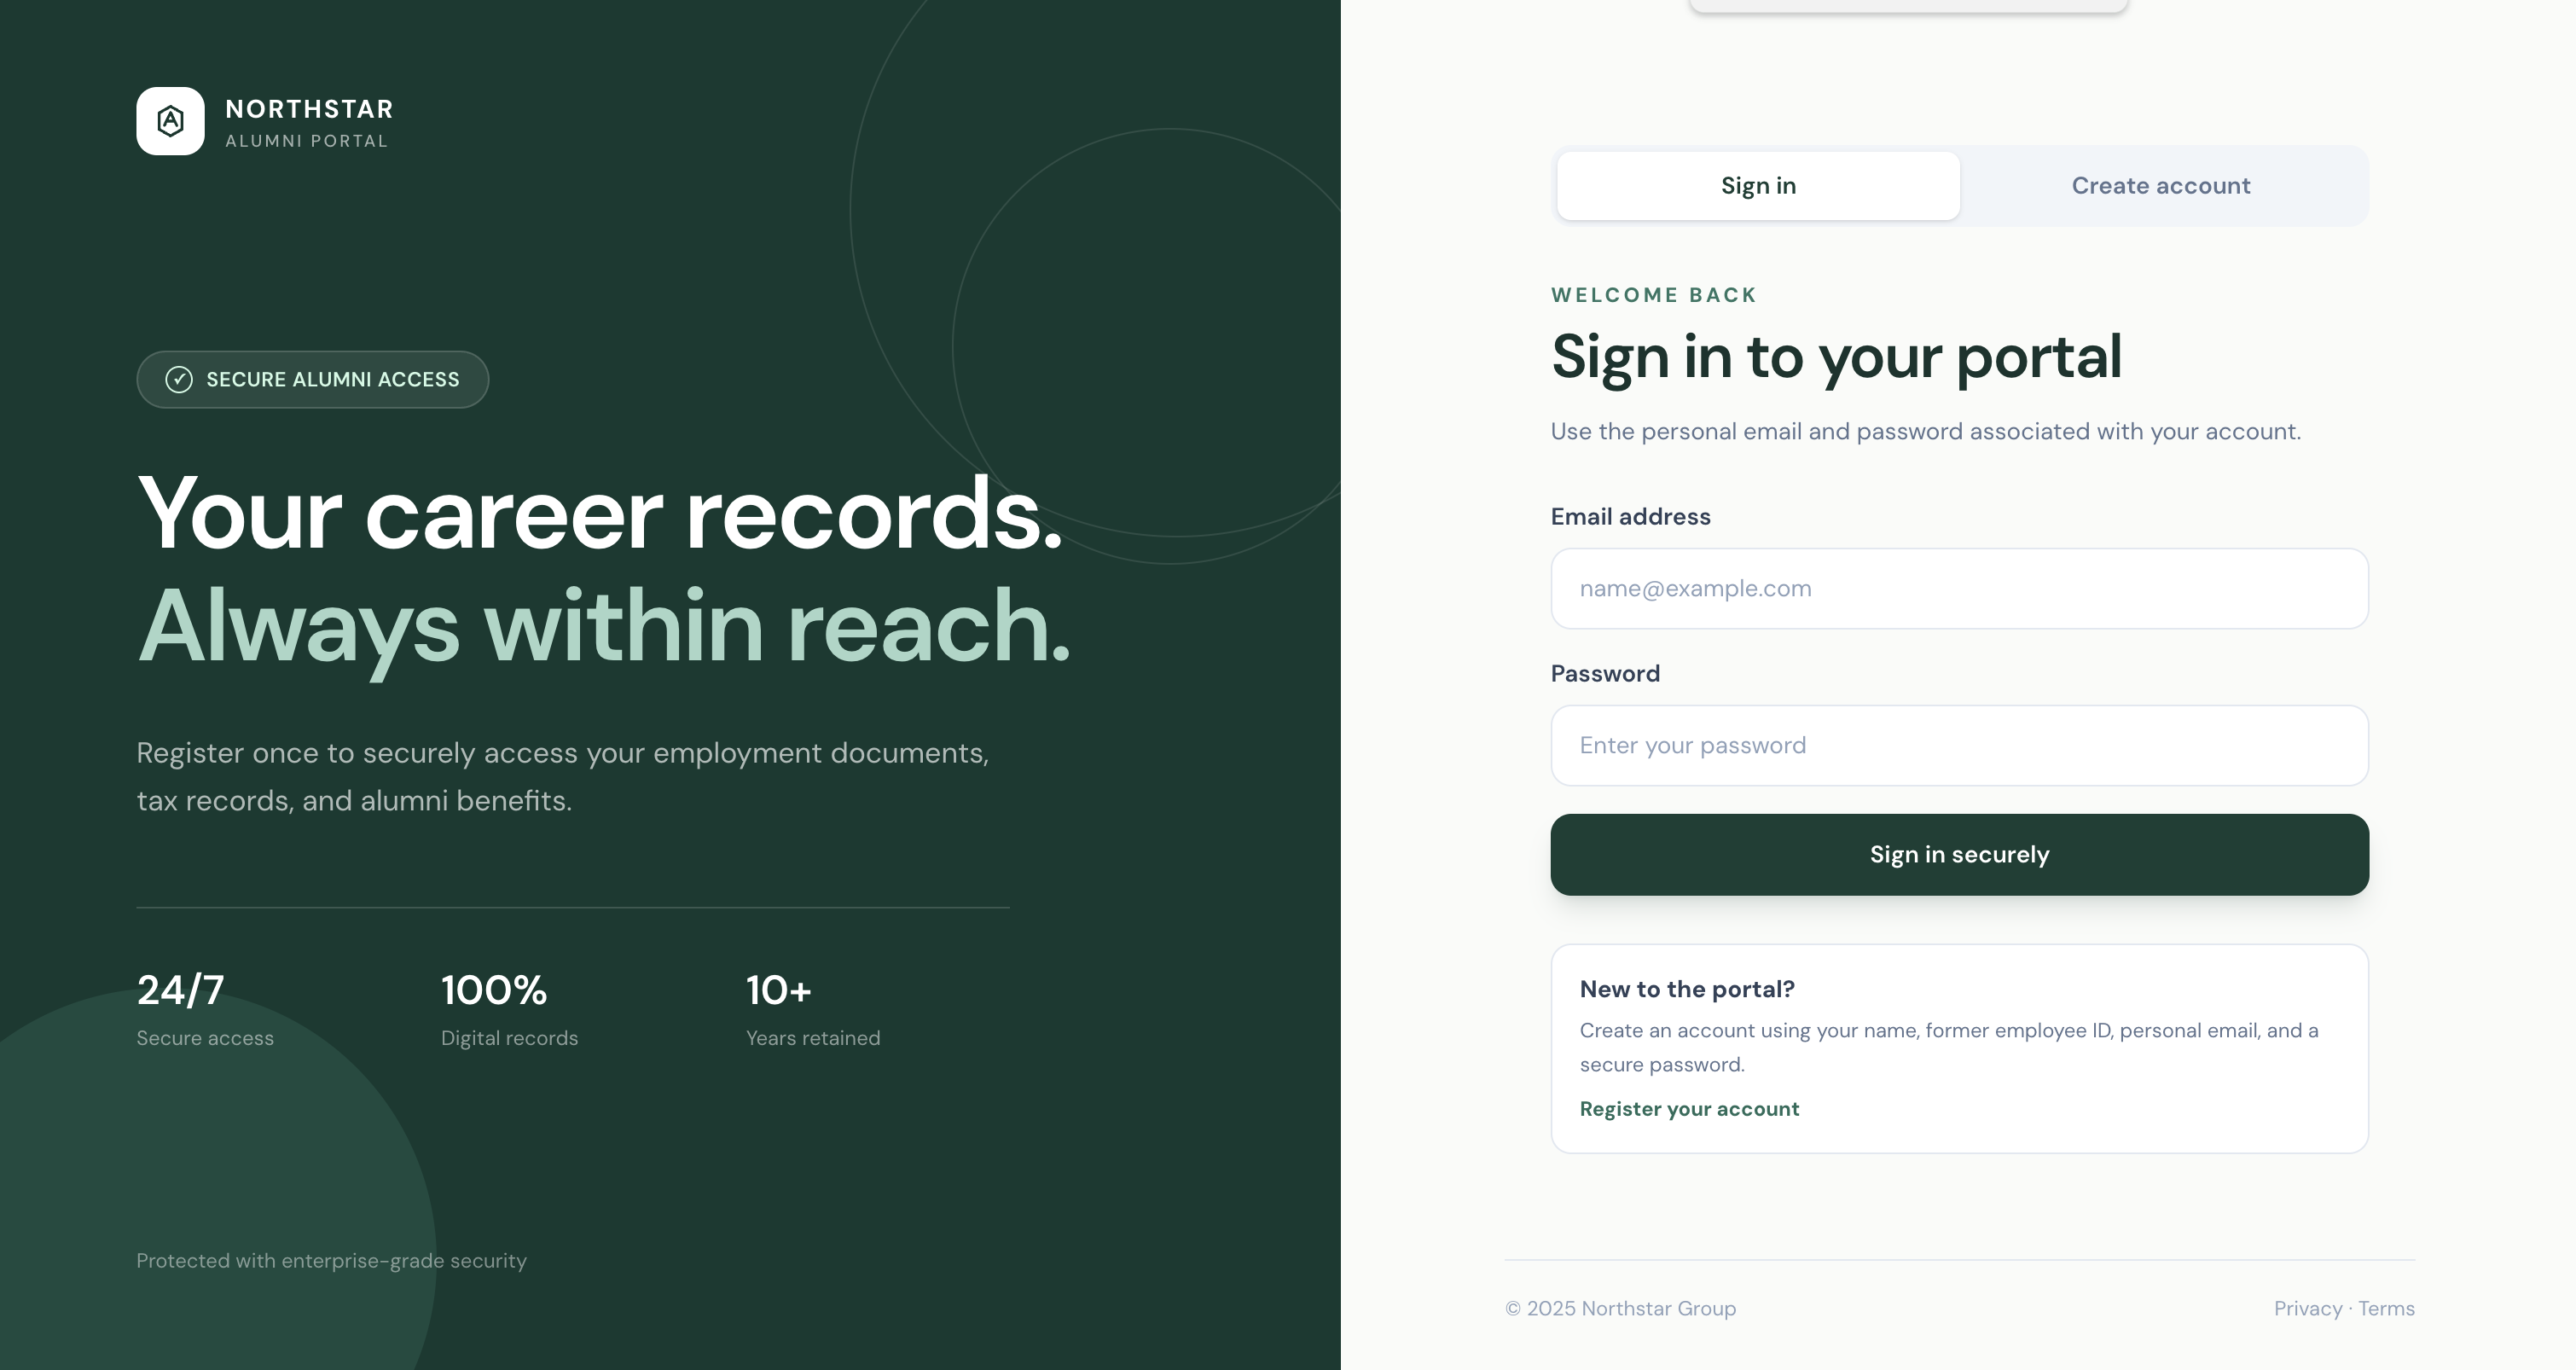 NORTHSTAR
ALUMNI PORTAL
SECURE ALUMNI ACCESS
Your career records.
Always within reach.
Register once to securely access your employment documents,
tax records, and alumni benefits.
24/7
Secure access
100%
Digital records
10+
Years retained
Protected with enterprise-grade security
Sign in
Create account
WELCOME BACK
Sign in to your portal
Use the personal email and password associated with your account.
Email address
name@example.com
Password
Enter your password
Sign in securely
New to the portal?
Create an account using your name, former employee ID, personal email, and a
secure password.
Register your account
© 2025 Northstar Group
Privacy · Terms